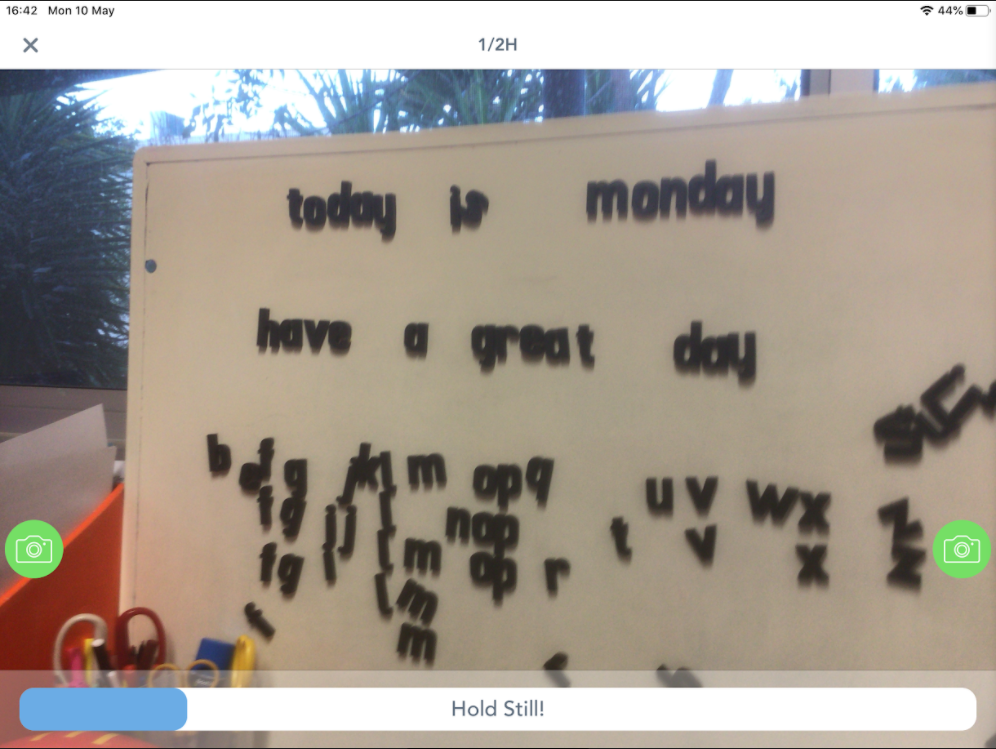 16:42 Mon 10 May 44%
1/2H
today is monday
have a great day
b e f g j k l m o p q u v w x
f g i j l n o p t v x z
f g i l m o p r z
f l m
m
Hold Still!